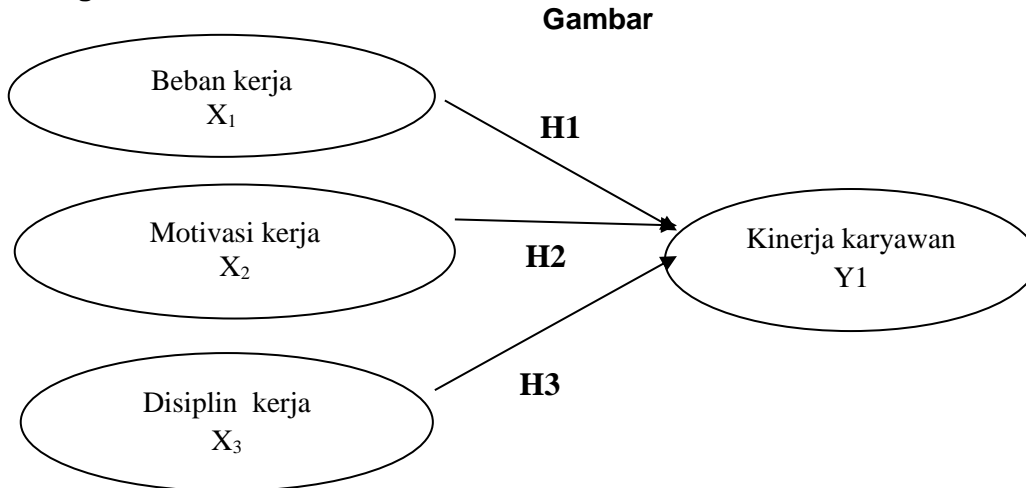 Gambar
Beban kerja
X₁
H1
Motivasi kerja
X₂
H2
Kinerja karyawan
Y1
Disiplin kerja
X₃
H3